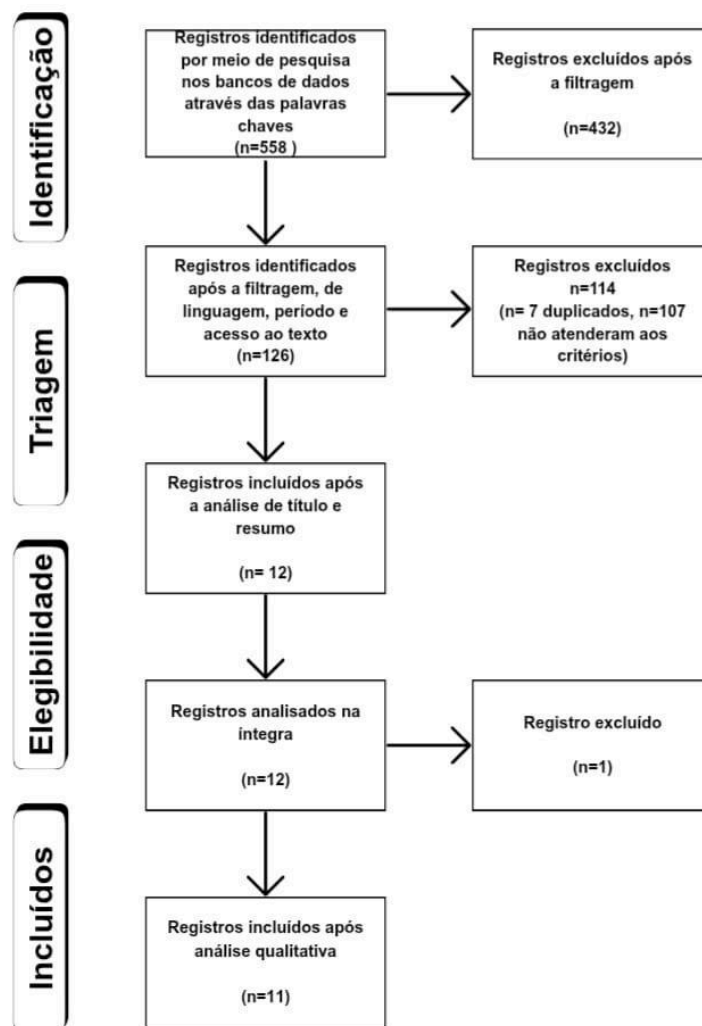 Identificação
Registros identificados
por meio de pesquisa
nos bancos de dados
através das palavras
chaves
(n=558 )
Registros excluídos após
a filtragem
(n=432)
Triagem
Registros identificados
após a filtragem, de
linguagem, período e
acesso ao texto
(n=126)
Registros excluídos
n=114
(n= 7 duplicados, n=107
não atenderam aos
critérios)
Registros incluídos após
a análise de título e
resumo
(n= 12)
Elegibilidade
Registros analisados na
íntegra
(n=12)
Registro excluído
(n=1)
Incluídos
Registros incluídos após
análise qualitativa
(n=11)